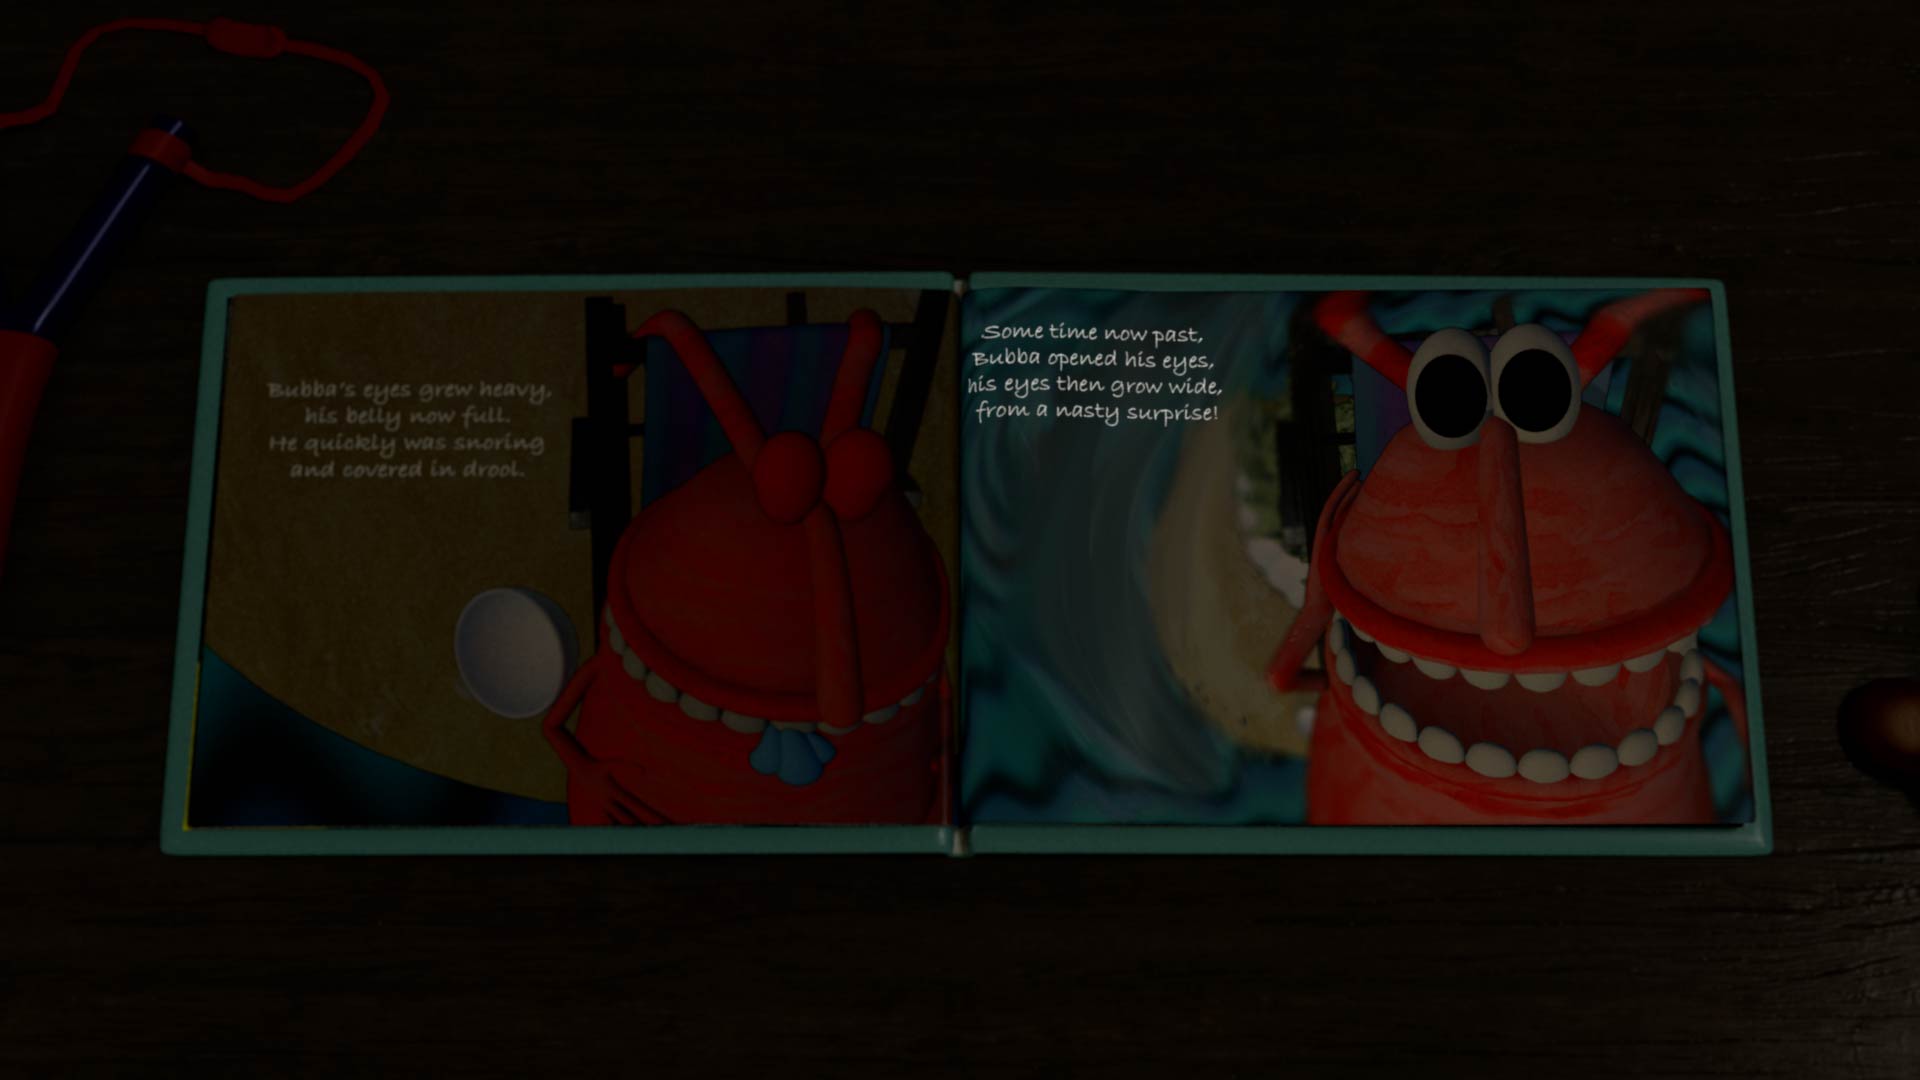 Bubba's eyes grew heavy,
his belly now full.
He quickly was snoring
and covered in drool.
Some time now past,
Bubba opened his eyes,
his eyes then grow wide,
from a nasty surprise!